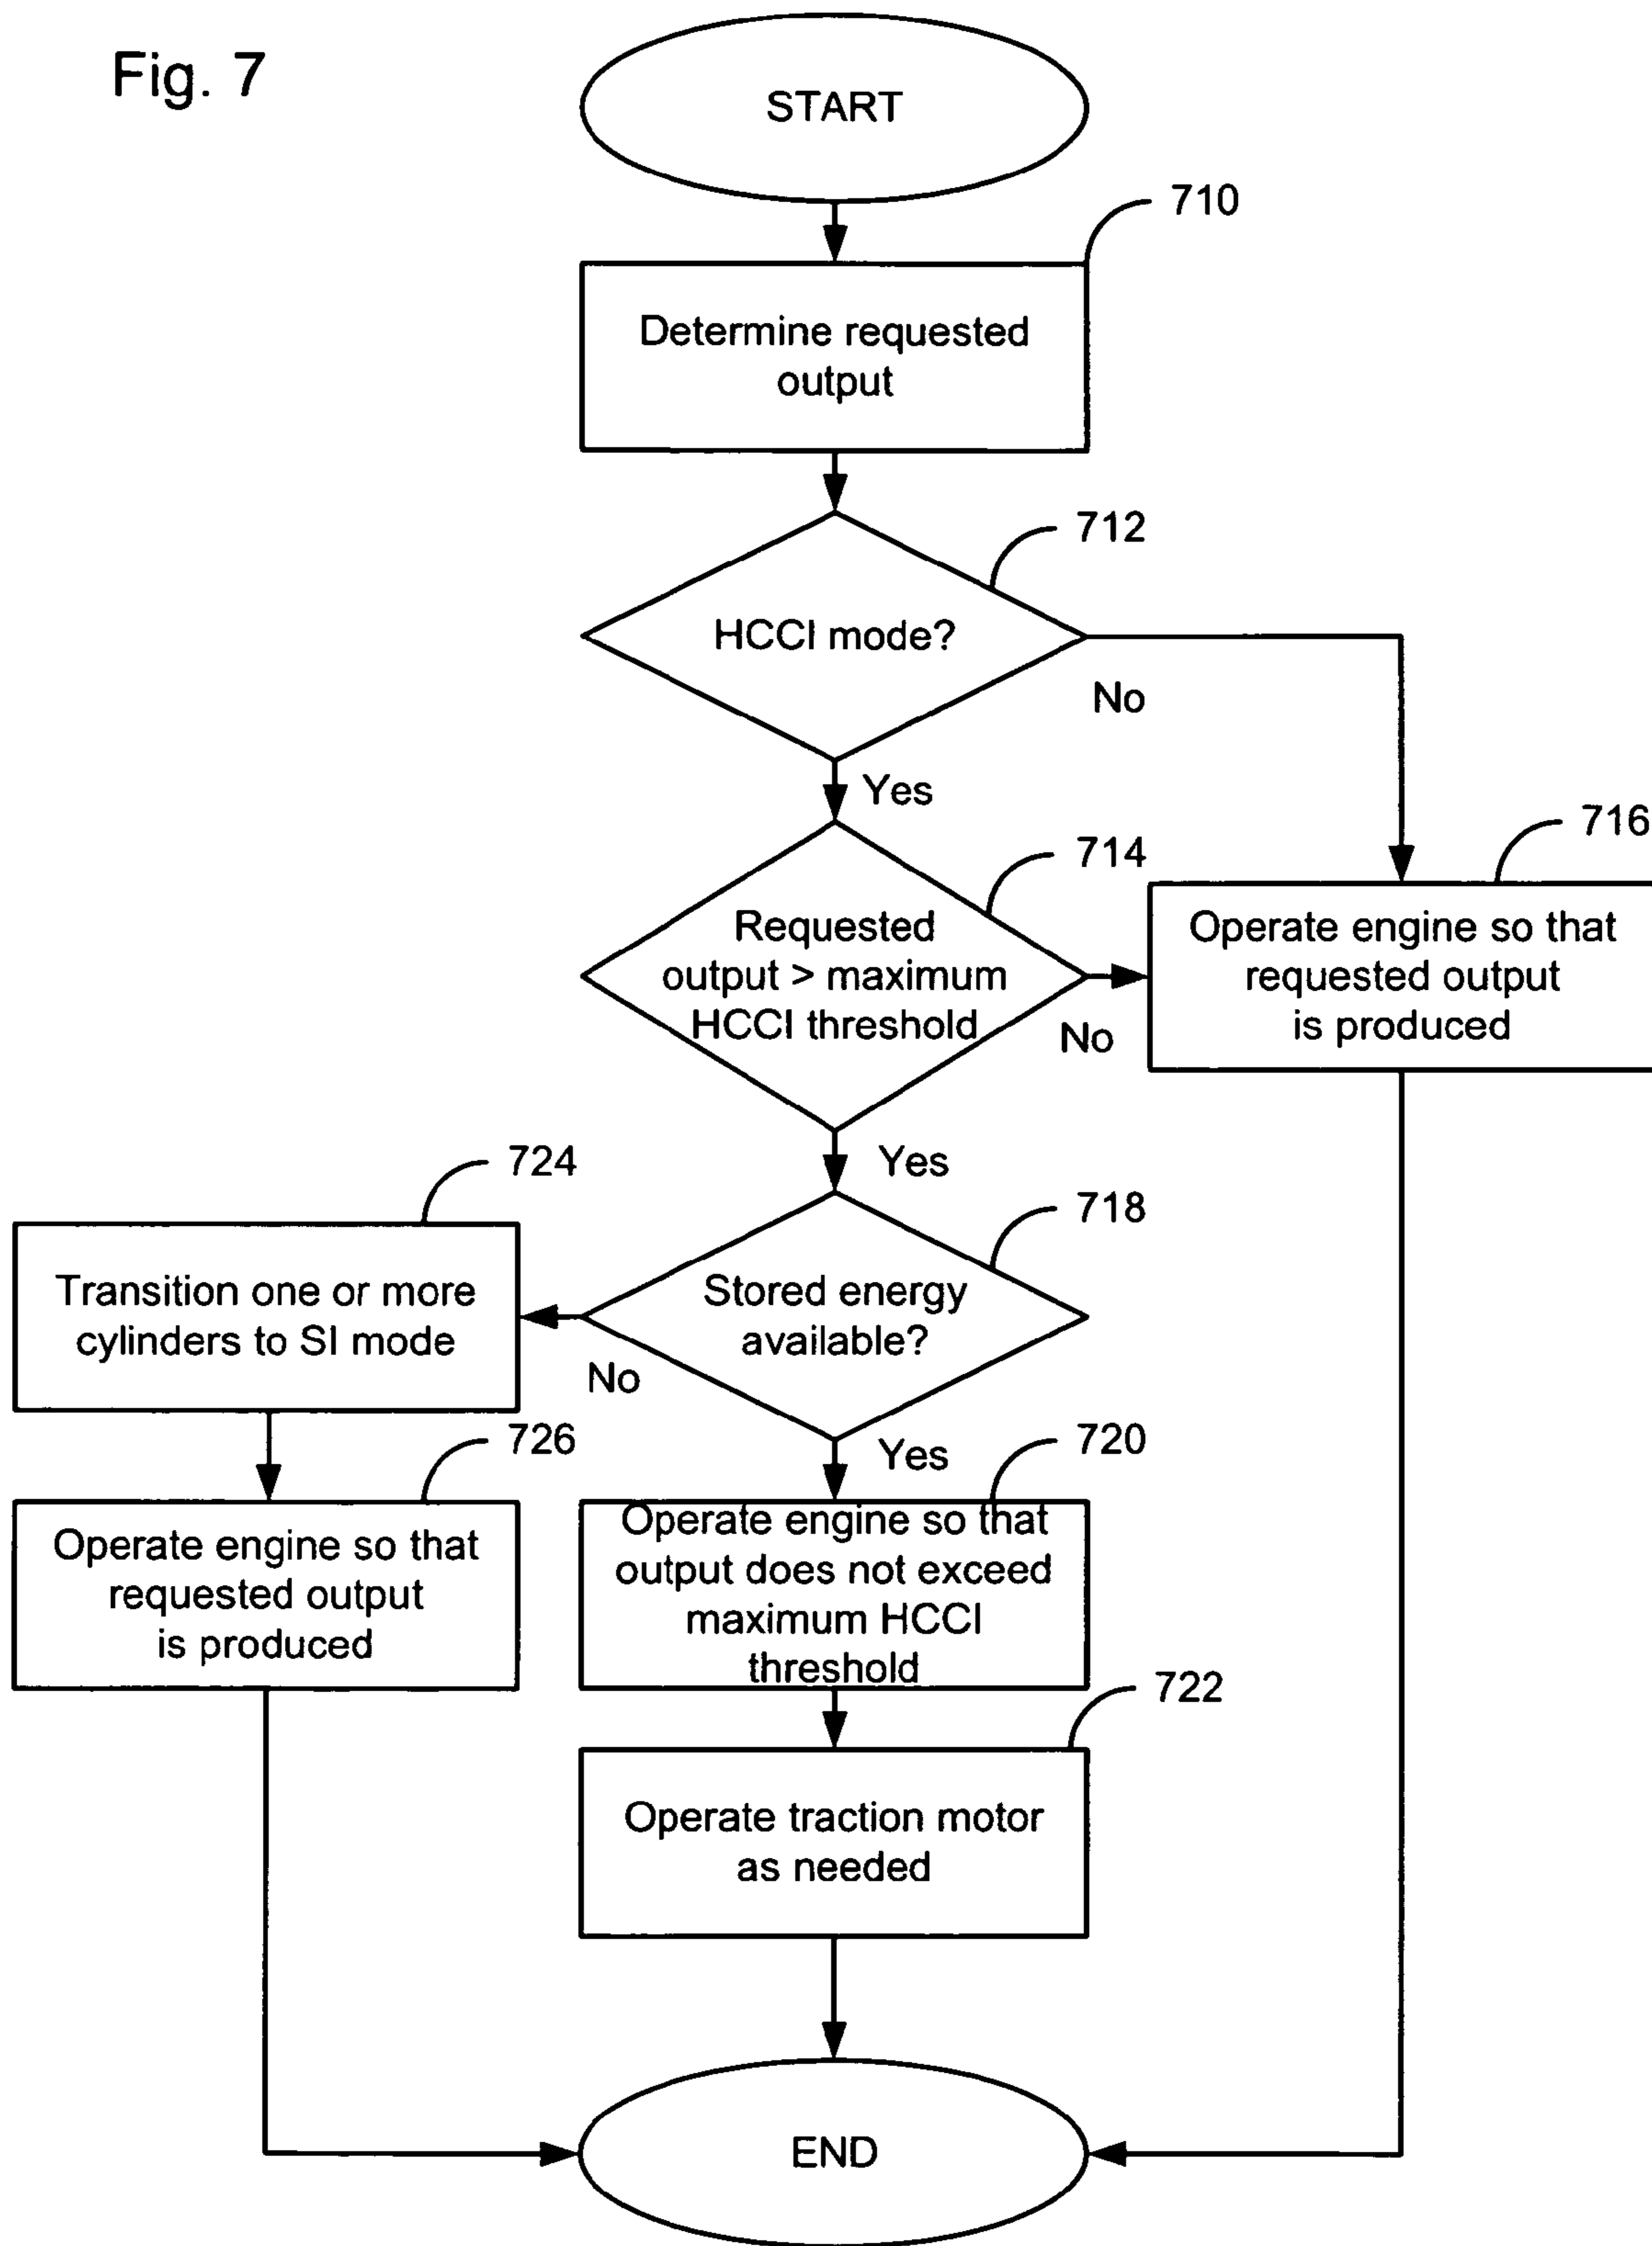 Fig. 7
START
710
Determine requested
output
712
HCCI mode?
No
Yes
714
716
Requested
output > maximum
HCCI threshold
Operate engine so that
requested output
is produced
No
Yes
724
718
Transition one or more
cylinders to SI mode
Stored energy
available?
No
Yes
726
720
Operate engine so that
requested output
is produced
Operate engine so that
output does not exceed
maximum HCCI
threshold
722
Operate traction motor
as needed
END